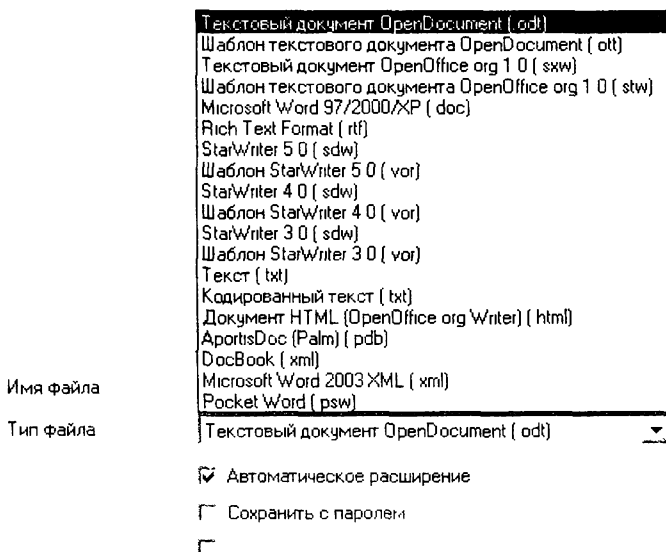 Текстовый документ OpenDocument (.odt)
Шаблон текстового документа OpenDocument ( ott)
Текстовый документ OpenOffice org 1 0 ( sxw)
Шаблон текстового документа OpenOffice org 1 0 ( stw)
Microsoft Word 97/2000/XP ( doc)
Rich Text Format ( rtf)
StarWriter 5 0 ( sdw)
Шаблон StarWriter 5 0 ( vor)
StarWriter 4 0 ( sdw)
Шаблон StarWriter 4 0 ( vor)
StarWriter 3 0 ( sdw)
Шаблон StarWriter 3 0 ( vor)
Текст ( txt)
Кодированный текст ( txt)
Документ HTML (OpenOffice org Writer) ( html)
AportisDoc (Palm) ( pdb)
DocBook ( xml)
Microsoft Word 2003 XML ( xml)
Pocket Word ( psw)
Имя файла
Тип файла Текстовый документ OpenDocument ( odt)
Автоматическое расширение
Сохранить с паролем